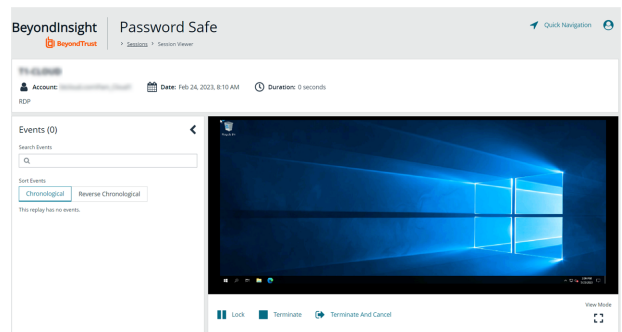 BeyondInsight
BeyondTrust
Password Safe
> Sessions > Session Viewer
Quick Navigation
Account:
Date: Feb 24, 2023, 8:10 AM
Duration: 0 seconds
RDP
Events (0)
Search Events
Sort Events
Chronological
Reverse Chronological
This replay has no events.
Recycle Bin
Lock
Terminate
Terminate And Cancel
View Mode